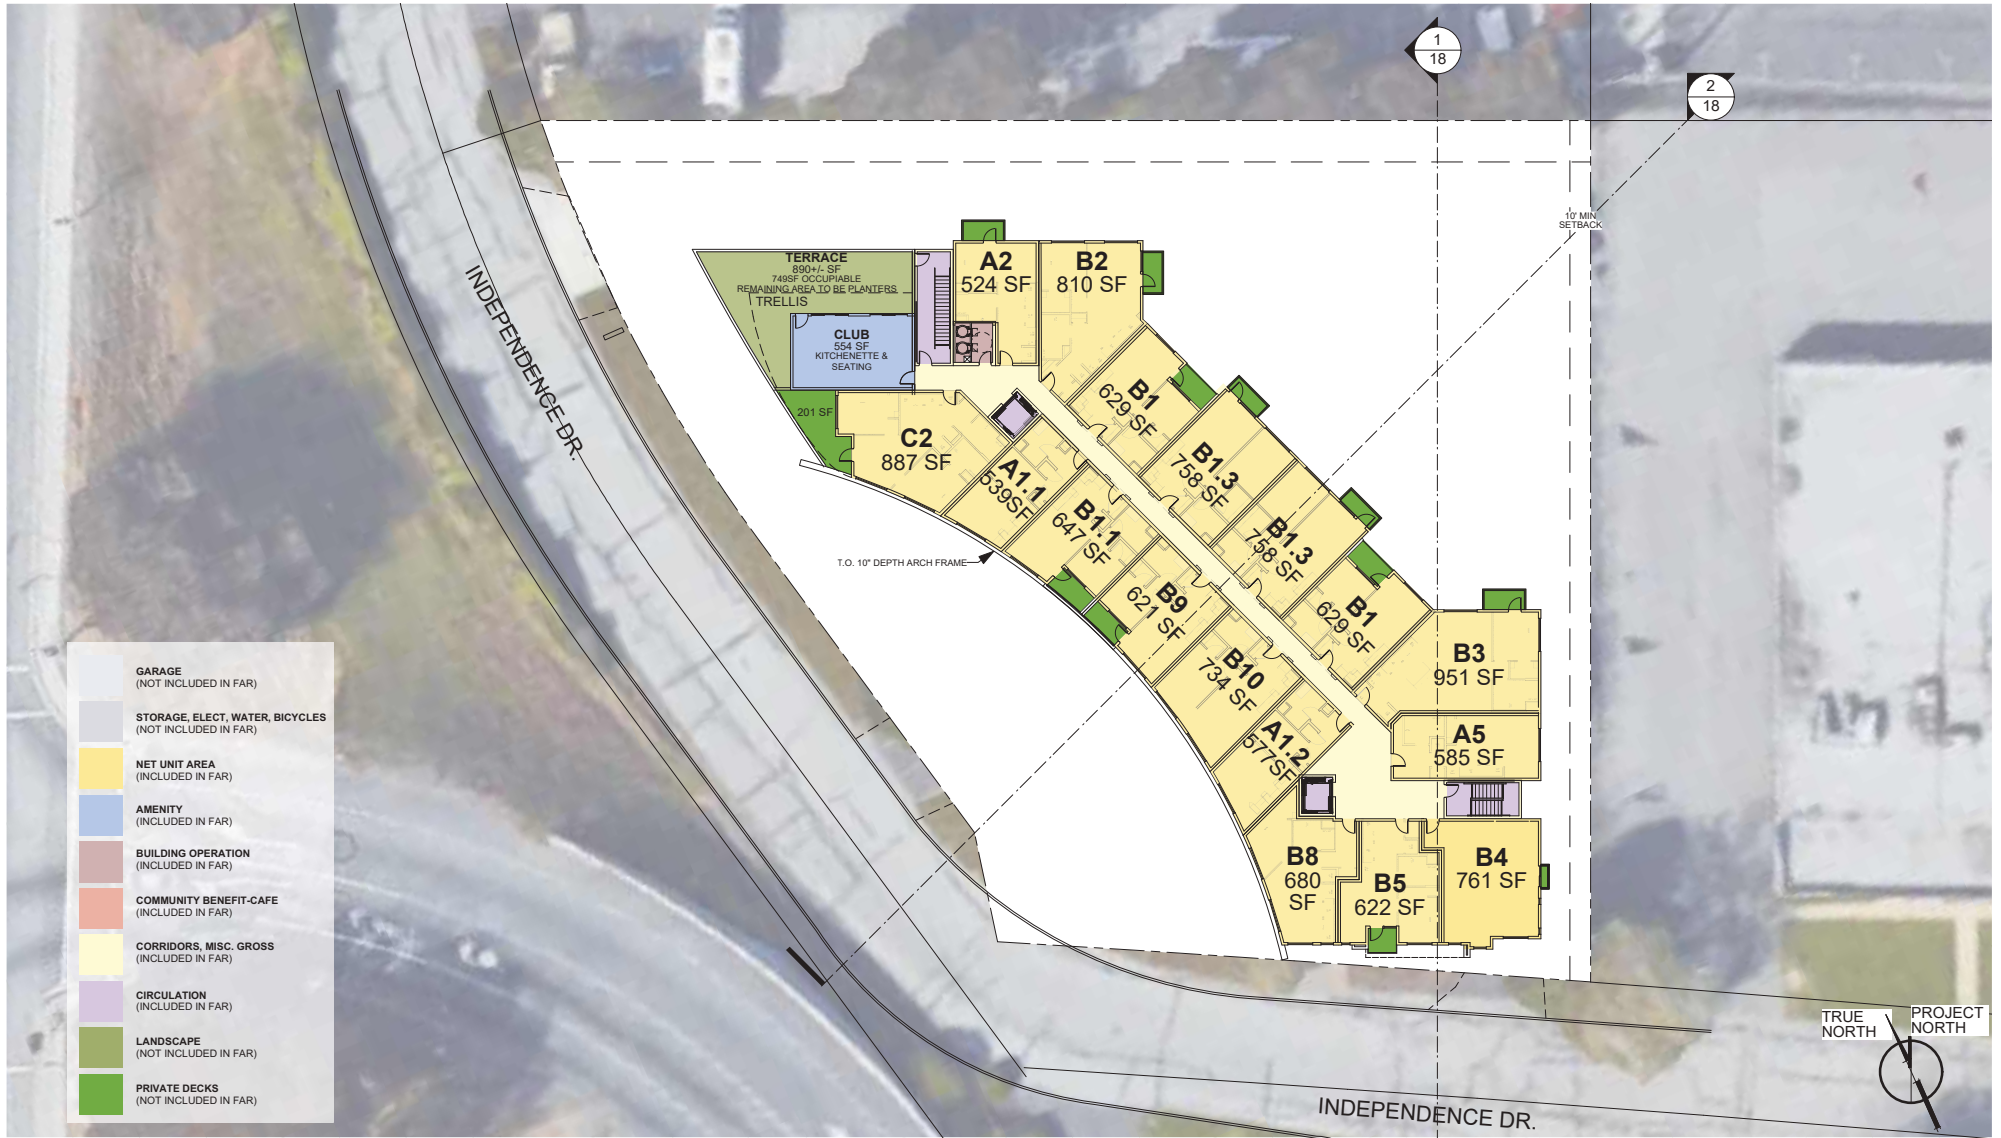 1
18
2
18
10' MIN
SETBACK
INDEPENDENCE DR.
TERRACE
890+/- SF
749SF OCCUPIABLE
REMAINING AREA TO BE PLANTERS
TRELLIS
CLUB
554 SF
KITCHENETTE &
SEATING
A2
524 SF
B2
810 SF
201 SF
C2
887 SF
A1.1
539SF
B1.1
647 SF
B9
621 SF
B10
734 SF
A1.2
577SF
B1
629 SF
B1.3
758 SF
B1.3
758 SF
B1
629 SF
B3
951 SF
A5
585 SF
B8
680
SF
B5
622 SF
B4
761 SF
T.O. 10" DEPTH ARCH FRAME
GARAGE
(NOT INCLUDED IN FAR)
STORAGE, ELECT, WATER, BICYCLES
(NOT INCLUDED IN FAR)
NET UNIT AREA
(INCLUDED IN FAR)
AMENITY
(INCLUDED IN FAR)
BUILDING OPERATION
(INCLUDED IN FAR)
COMMUNITY BENEFIT-CAFE
(INCLUDED IN FAR)
CORRIDORS, MISC. GROSS
(INCLUDED IN FAR)
CIRCULATION
(INCLUDED IN FAR)
LANDSCAPE
(NOT INCLUDED IN FAR)
PRIVATE DECKS
(NOT INCLUDED IN FAR)
INDEPENDENCE DR.
TRUE
NORTH
PROJECT
NORTH